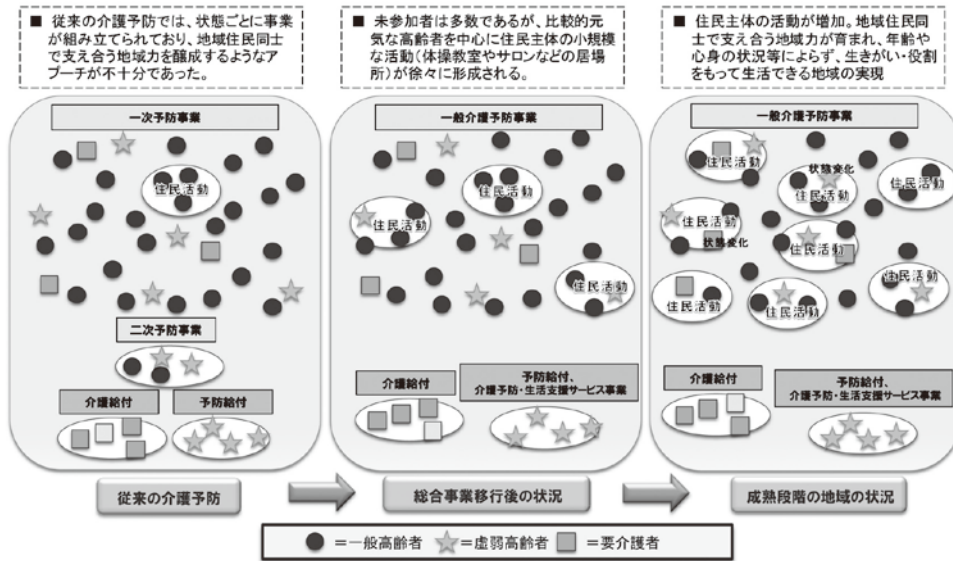 ■ 従来の介護予防では、状態ごとに事業
が組み立てられており、地域住民同士
で支え合う地域力を醸成するようなア
プーチが不十分であった。
■ 未参加者は多数であるが、比較的元
気な高齢者を中心に住民主体の小規模
な活動(体操教室やサロンなどの居場
所)が徐々に形成される。
■ 住民主体の活動が増加。地域住民同
士で支え合う地域力が育まれ、年齢や
心身の状況等によらず、生きがい・役割
をもって生活できる地域の実現
一次予防事業
住民活動
二次予防事業
介護給付
予防給付
従来の介護予防
一般介護予防事業
住民活動
住民活動
住民活動
介護給付
予防給付、
介護予防・生活支援サービス事業
総合事業移行後の状況
一般介護予防事業
住民活動
状態変化
住民活動
住民活動
住民活動
状態変化
住民活動
住民活動
住民活動
住民活動
介護給付
予防給付、
介護予防・生活支援サービス事業
成熟段階の地域の状況
=一般高齢者 =虚弱高齢者 =要介護者